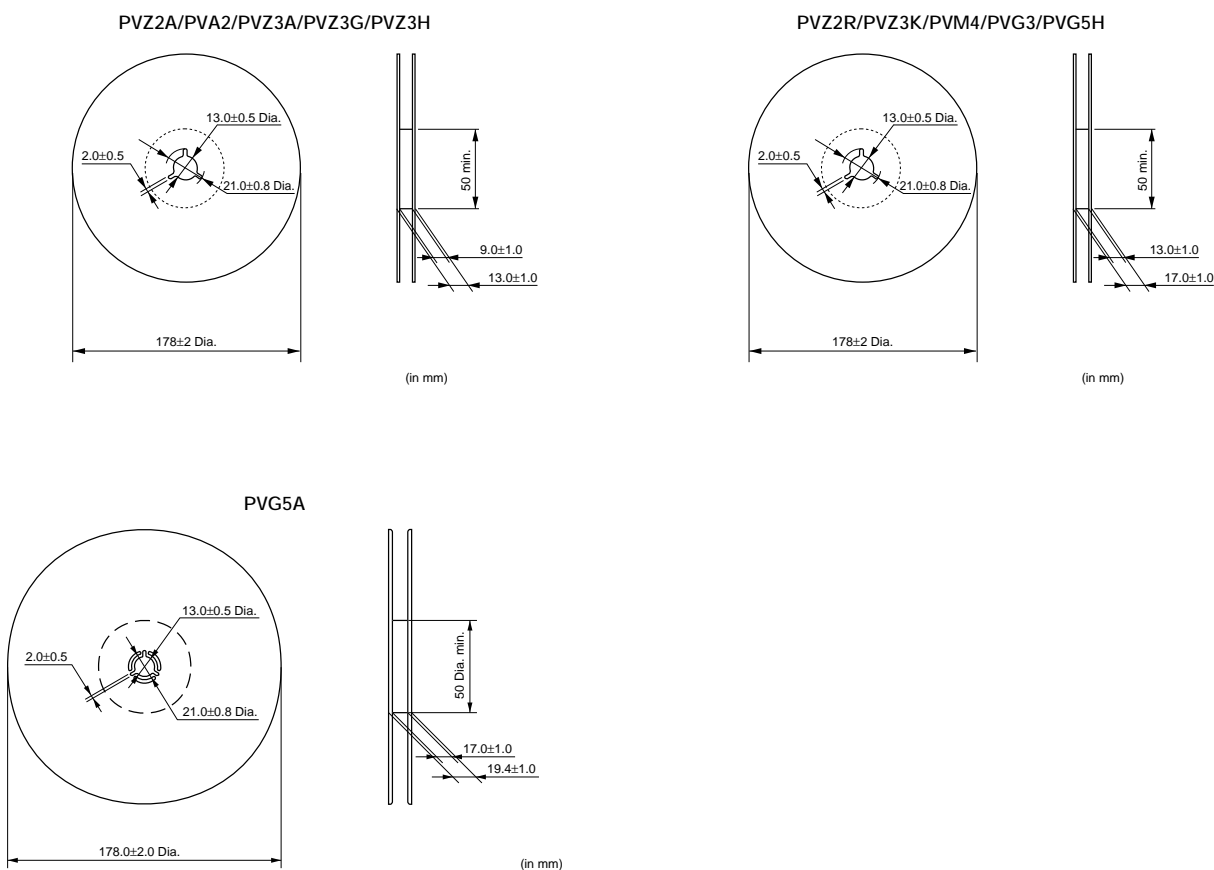 PVZ2A/PVA2/PVZ3A/PVZ3G/PVZ3H
13.0±0.5 Dia.
2.0±0.5
21.0±0.8 Dia.
50 min.
9.0±1.0
13.0±1.0
178±2 Dia.
(in mm)
PVZ2R/PVZ3K/PVM4/PVG3/PVG5H
13.0±0.5 Dia.
2.0±0.5
21.0±0.8 Dia.
50 min.
13.0±1.0
17.0±1.0
178±2 Dia.
(in mm)
PVG5A
13.0±0.5 Dia.
2.0±0.5
21.0±0.8 Dia.
50 Dia. min.
17.0±1.0
19.4±1.0
178.0±2.0 Dia.
(in mm)